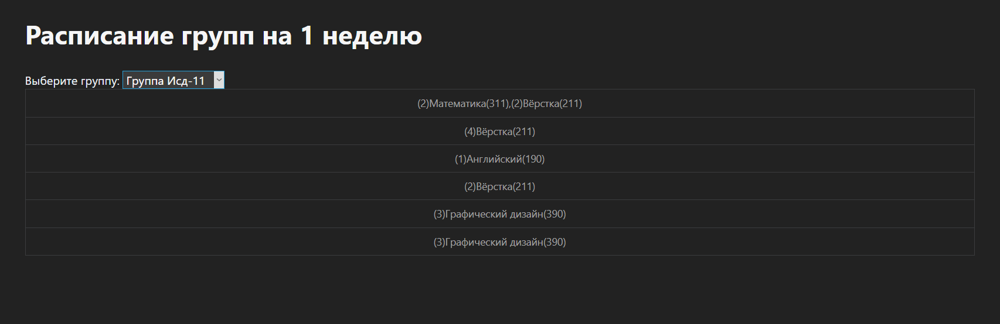 Расписание групп на 1 неделю
Выберите группу: Группа Исд-11
(2)Математика(311),(2)Вёрстка(211)
(4)Вёрстка(211)
(1)Английский(190)
(2)Вёрстка(211)
(3)Графический дизайн(390)
(3)Графический дизайн(390)